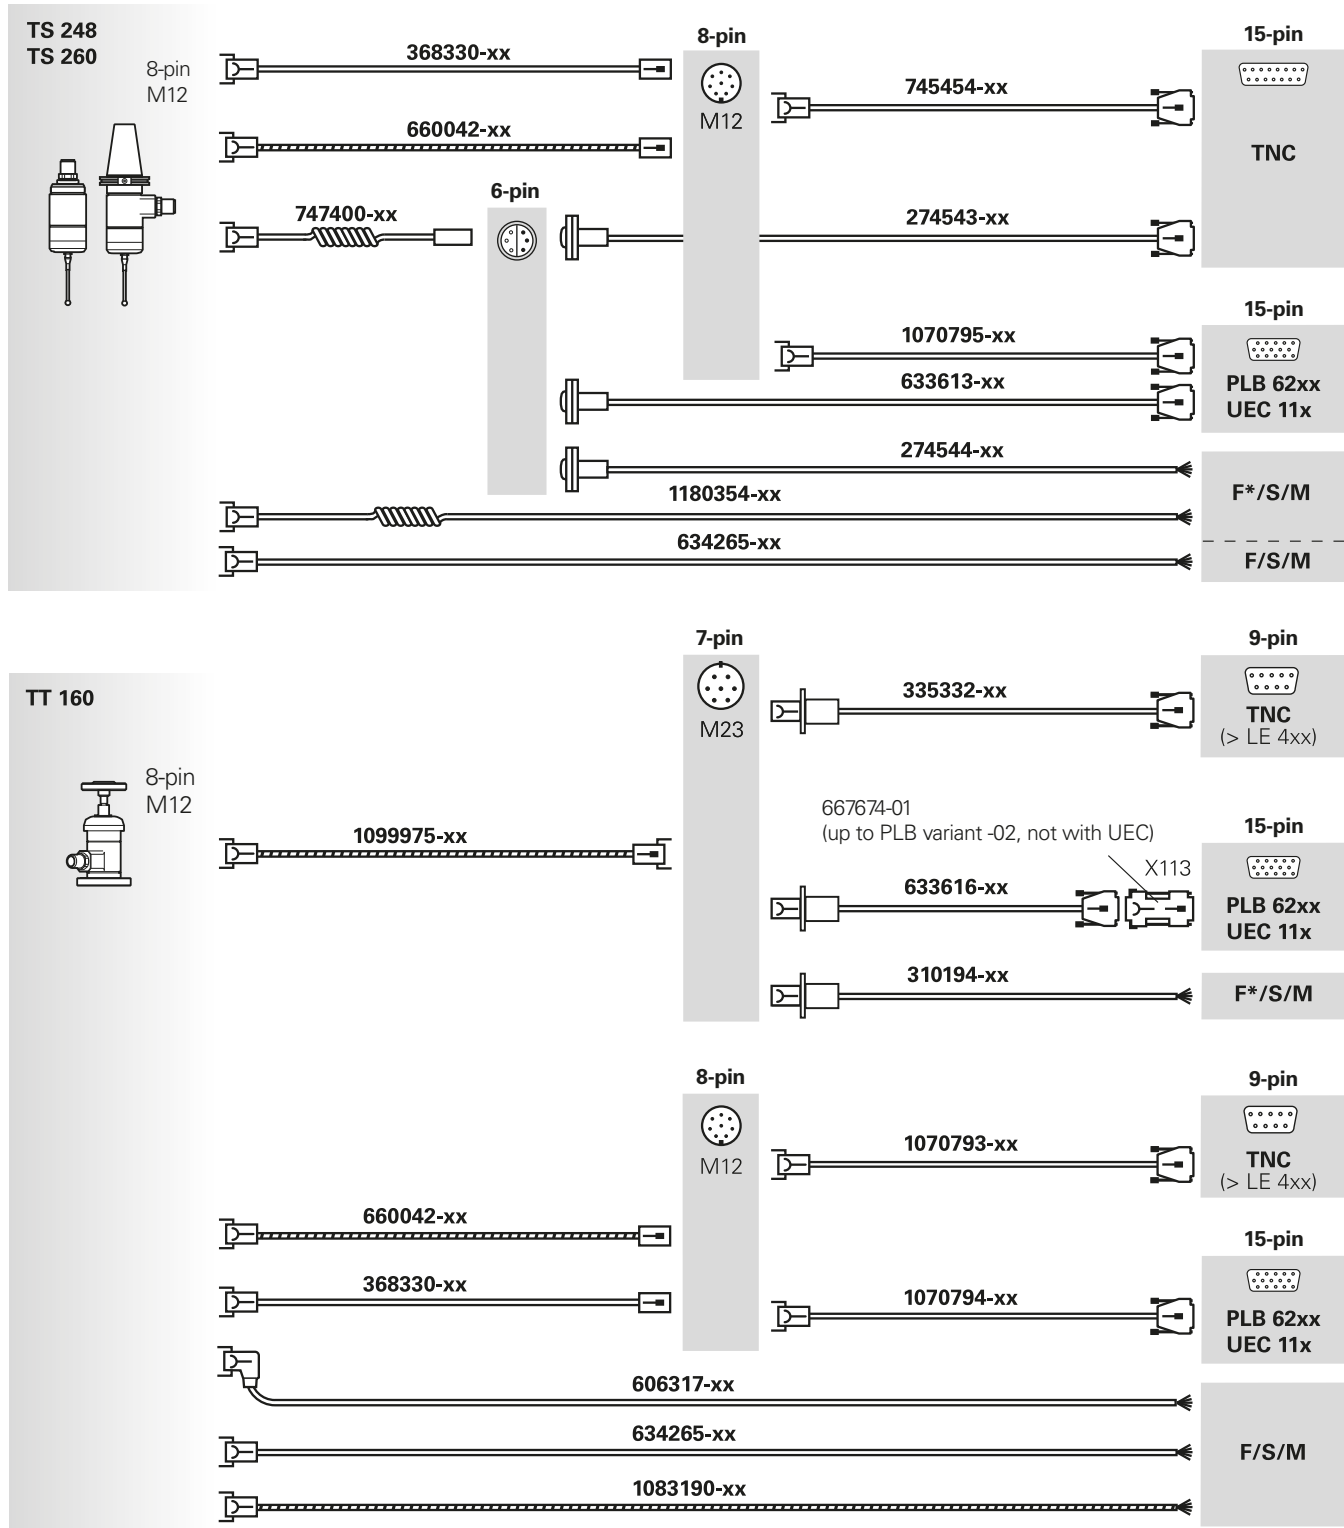 TS 248
TS 260
8-pin
M12
368330-xx
660042-xx
747400-xx
6-pin
8-pin
M12
745454-xx
274543-xx
15-pin
TNC
1070795-xx
633613-xx
15-pin
PLB 62xx
UEC 11x
274544-xx
1180354-xx
F*/S/M
634265-xx
F/S/M
TT 160
8-pin
M12
1099975-xx
7-pin
M23
335332-xx
9-pin
TNC
(> LE 4xx)
667674-01
(up to PLB variant -02, not with UEC)
X113
633616-xx
15-pin
PLB 62xx
UEC 11x
310194-xx
F*/S/M
8-pin
M12
1070793-xx
9-pin
TNC
(> LE 4xx)
660042-xx
368330-xx
1070794-xx
15-pin
PLB 62xx
UEC 11x
606317-xx
634265-xx
1083190-xx
F/S/M